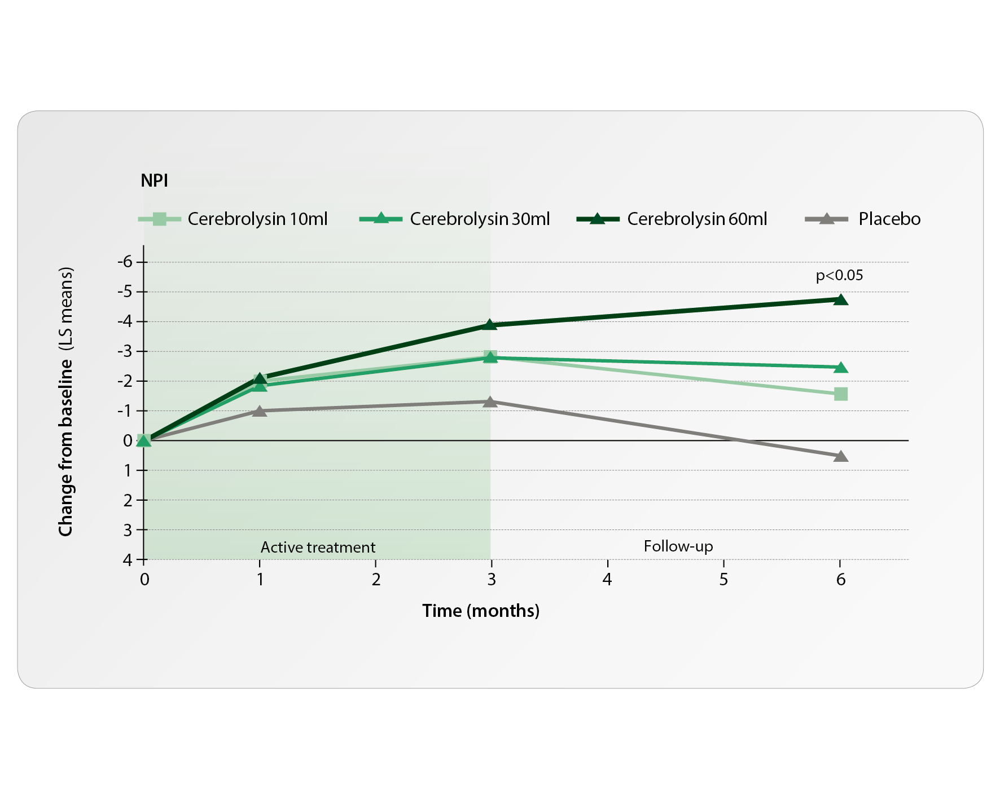 NPI
Cerebrolysin 10ml
Cerebrolysin 30ml
Cerebrolysin 60ml
Placebo
Change from baseline (LS means)
-6
-5
-4
-3
-2
-1
0
1
2
3
4
p<0.05
Active treatment
Follow-up
0 1 2 3 4 5 6
Time (months)